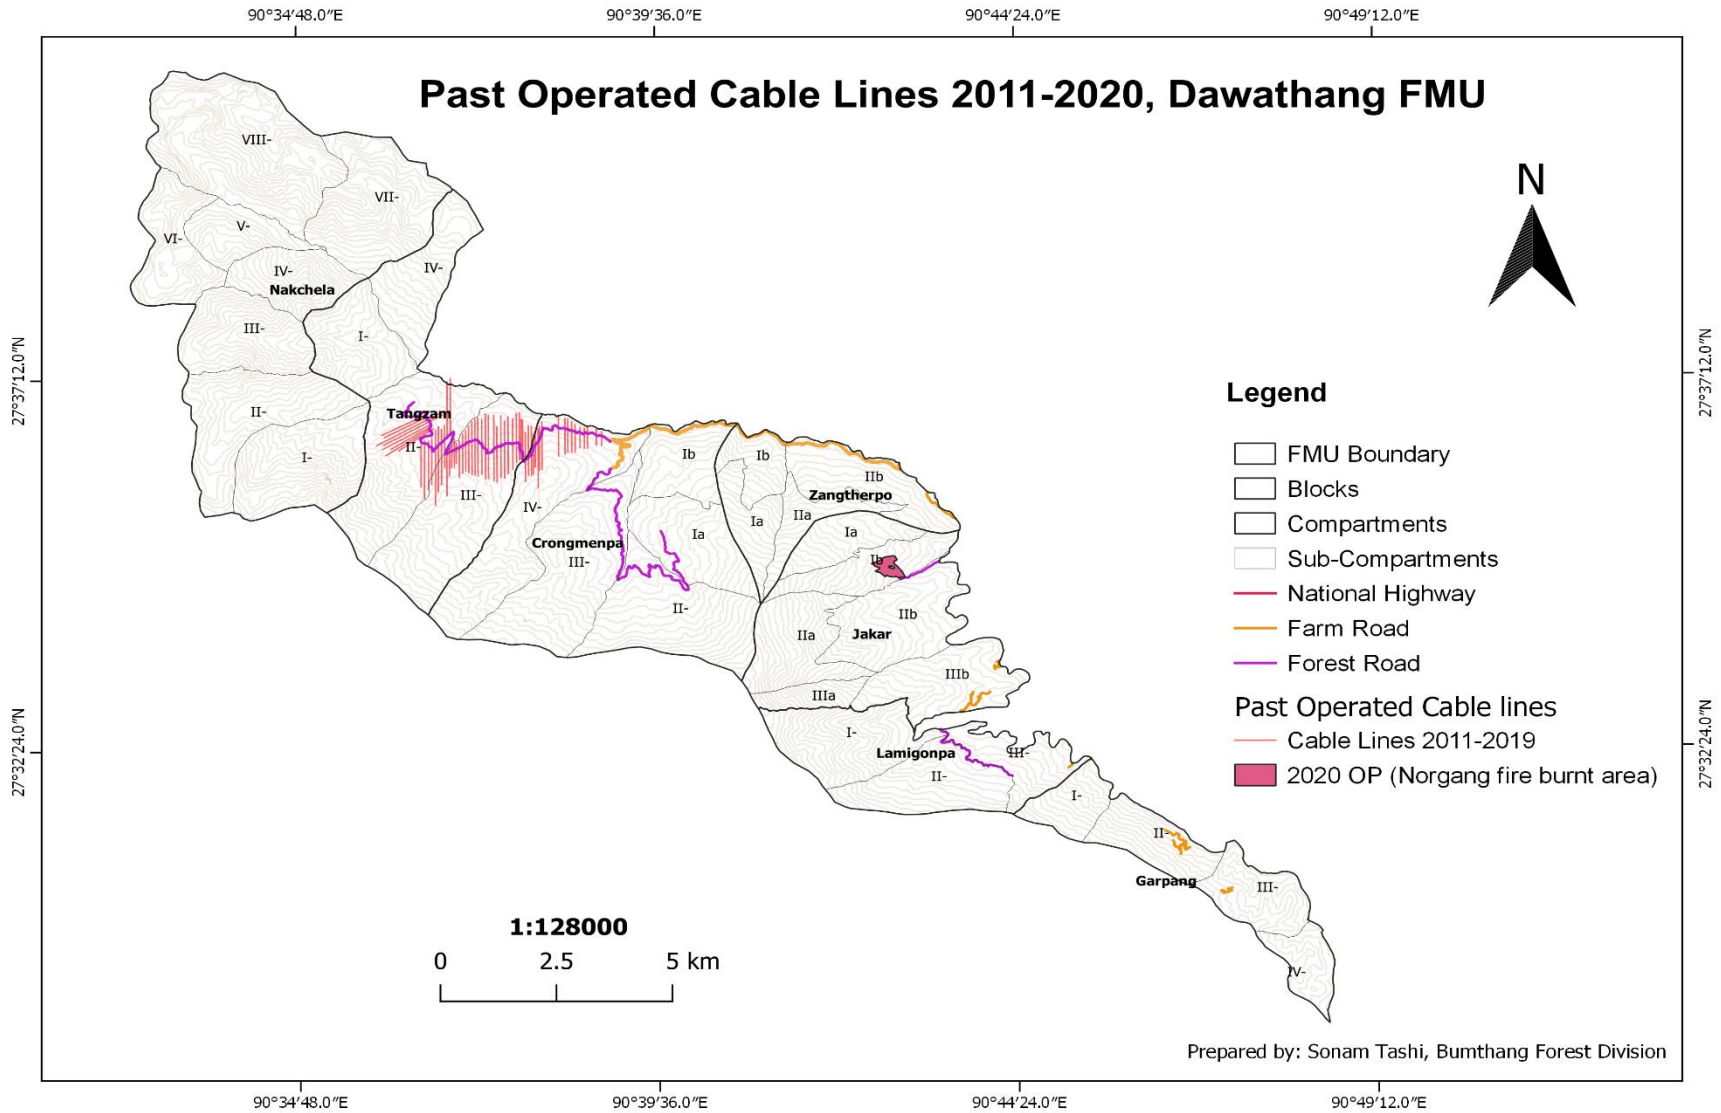 90°34′48.0″E 90°39′36.0″E 90°44′24.0″E 90°49′12.0″E
Past Operated Cable Lines 2011-2020, Dawathang FMU
N
VIII-
VII-
V-
VI-
IV-
IV-
Nakchela
III-
I-
27°37′12.0″N
27°37′12.0″N
Tangzam
II-
II-
I-
III-
IV-
Ib
Ib
IIb
Zangtherpo
Ia
Ia
IIa
Ia
Crongmenpa
III-
Ib
II-
IIb
IIa
Jakar
IIIb
IIIa
I-
Lamigonpa
III-
II-
I-
II-
Garpang
III-
IV-
27°32′24.0″N
27°32′24.0″N
Legend
FMU Boundary
Blocks
Compartments
Sub-Compartments
National Highway
Farm Road
Forest Road
Past Operated Cable lines
Cable Lines 2011-2019
2020 OP (Norgang fire burnt area)
1:128000
0 2.5 5 km
Prepared by: Sonam Tashi, Bumthang Forest Division
90°34′48.0″E 90°39′36.0″E 90°44′24.0″E 90°49′12.0″E